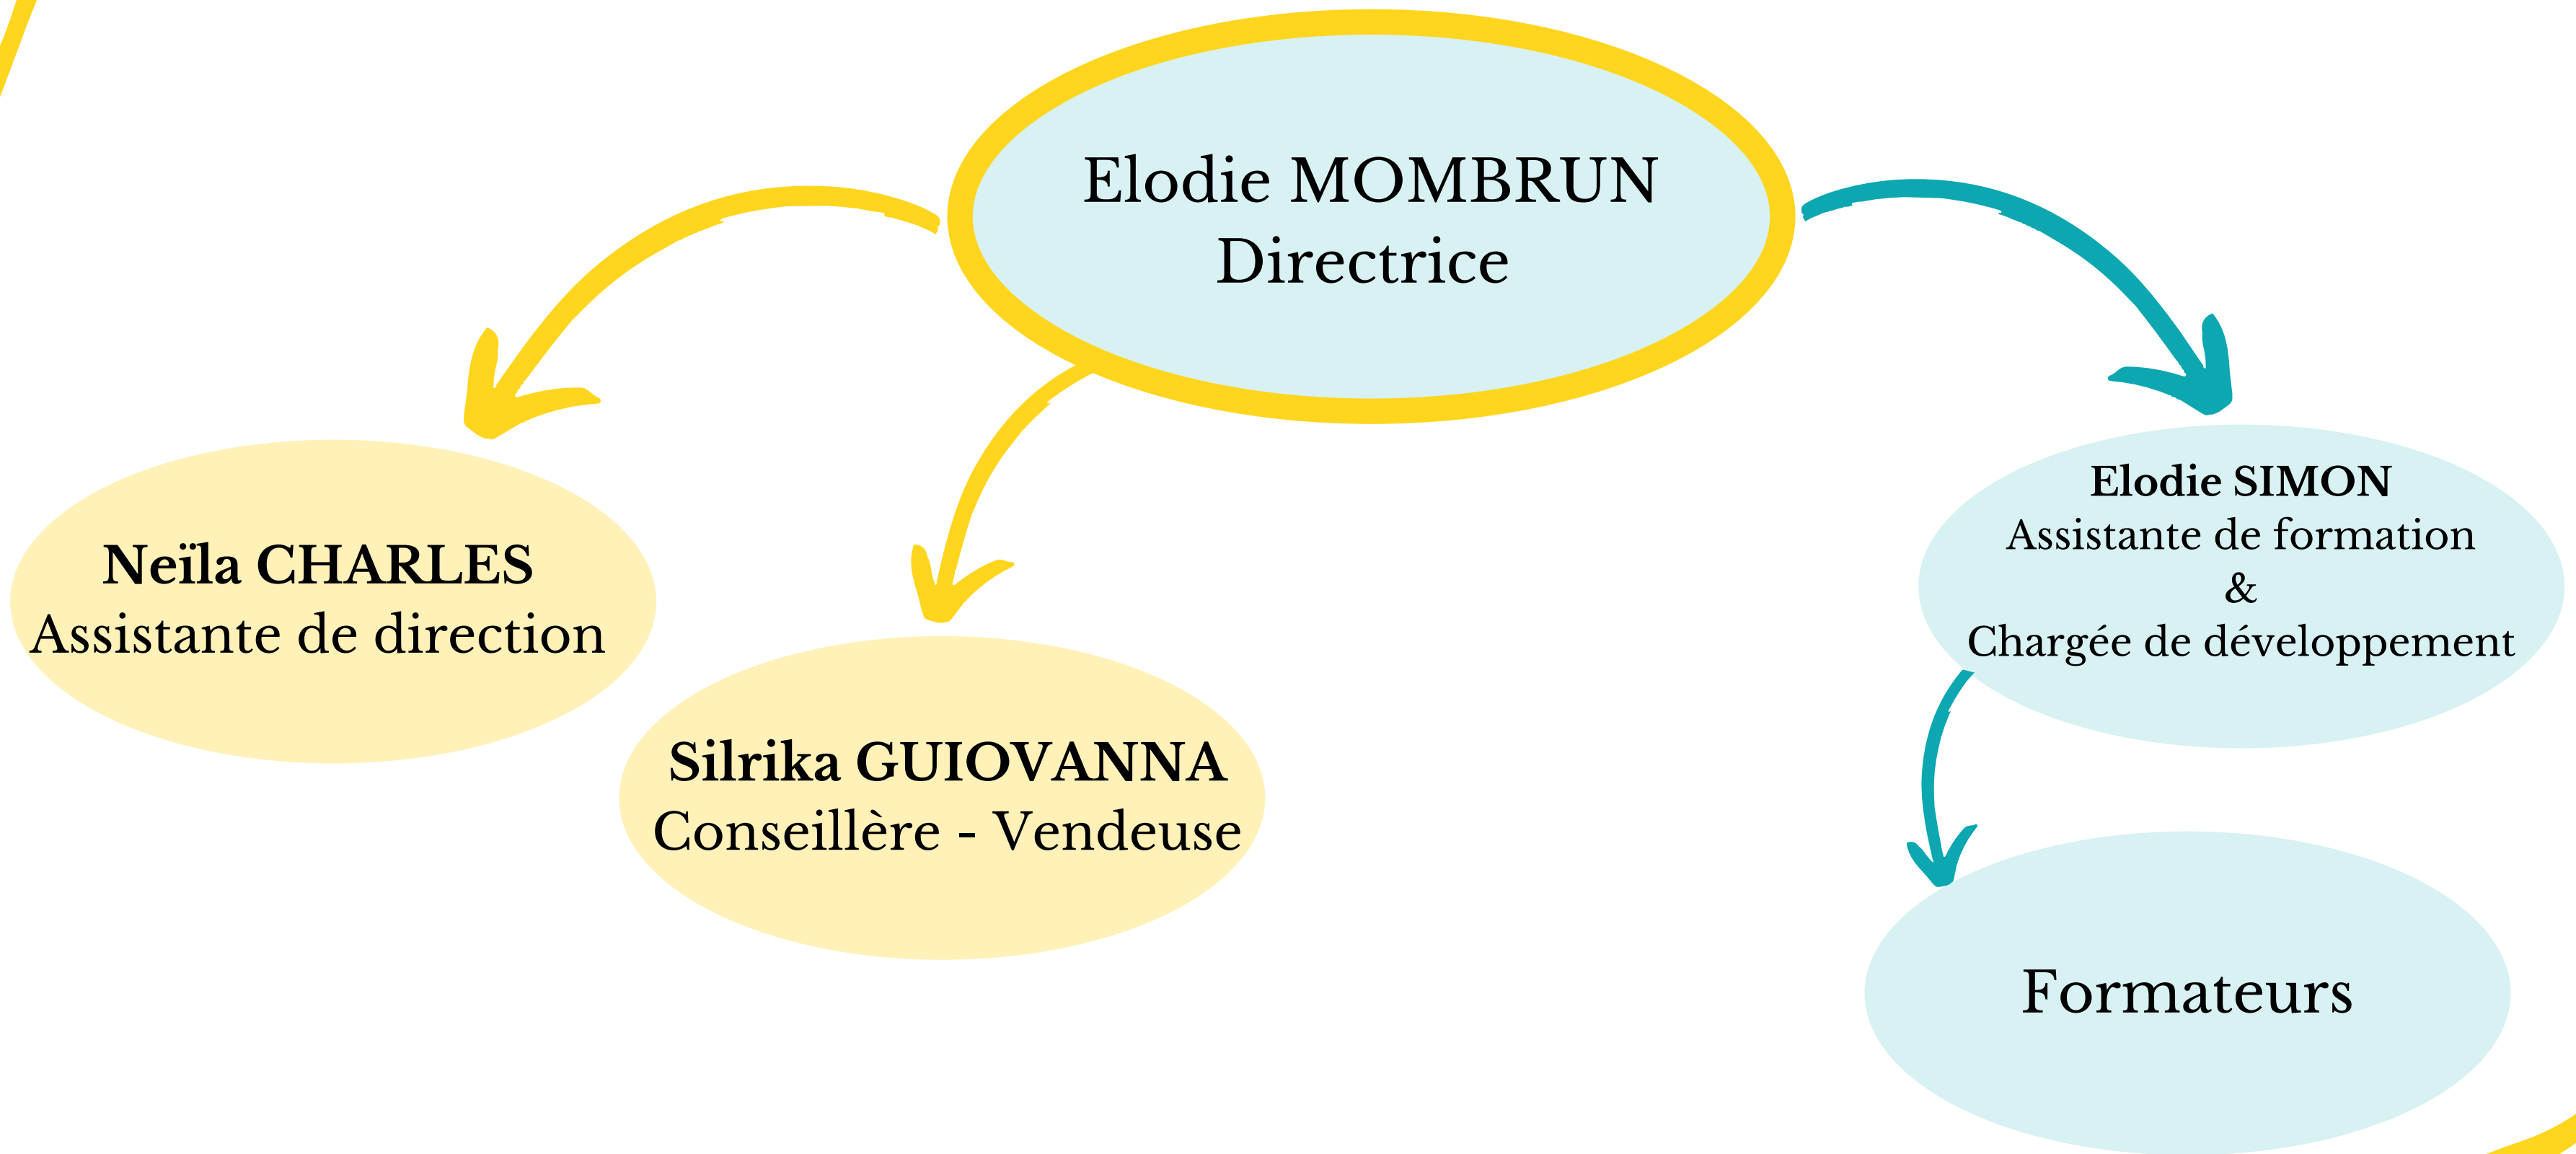 Elodie MOMBRUN
Directrice
Neïla CHARLES
Assistante de direction
Silrika GUIOVANNA
Conseillère - Vendeuse
Elodie SIMON
Assistante de formation
&
Chargée de développement
Formateurs